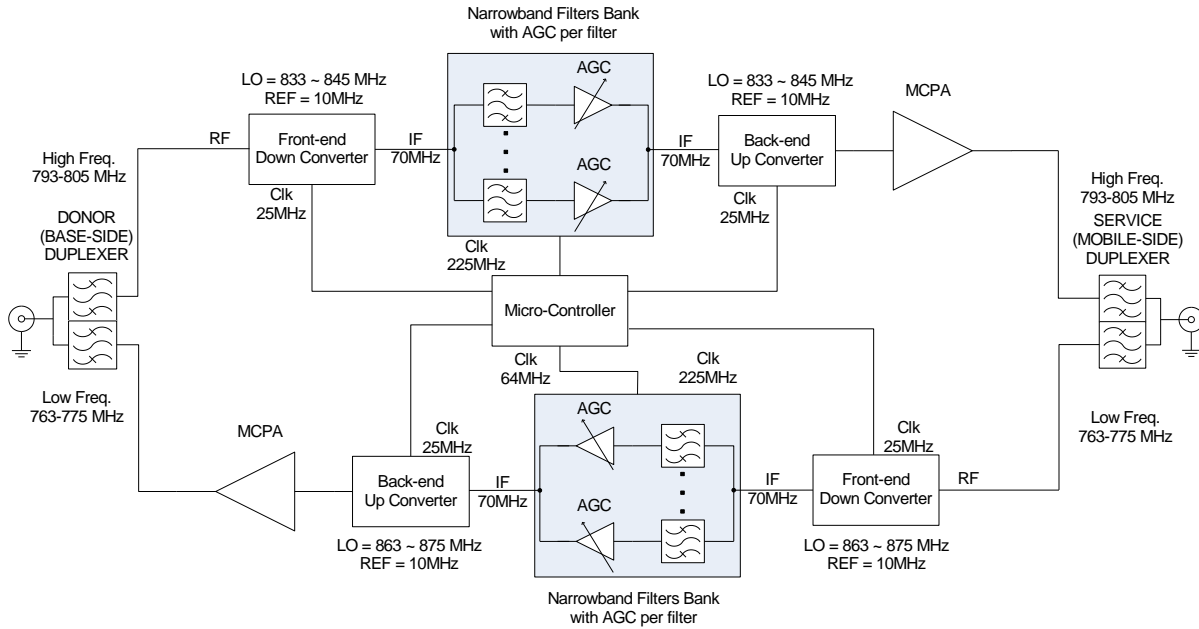 Narrowband Filters Bank
with AGC per filter
LO = 833 ~ 845 MHz
REF = 10MHz
AGC
LO = 833 ~ 845 MHz
REF = 10MHz
MCPA
RF
Front-end
Down Converter
IF
70MHz
AGC
IF
70MHz
Back-end
Up Converter
High Freq.
793-805 MHz
Clk
25MHz
Clk
25MHz
High Freq.
793-805 MHz
DONOR
(BASE-SIDE)
DUPLEXER
SERVICE
(MOBILE-SIDE)
DUPLEXER
Clk
225MHz
Micro-Controller
Clk
64MHz
Clk
225MHz
Low Freq.
763-775 MHz
Low Freq.
763-775 MHz
MCPA
Clk
25MHz
AGC
Clk
25MHz
Back-end
Up Converter
IF
70MHz
AGC
IF
70MHz
Front-end
Down Converter
RF
LO = 863 ~ 875 MHz
REF = 10MHz
LO = 863 ~ 875 MHz
REF = 10MHz
Narrowband Filters Bank
with AGC per filter